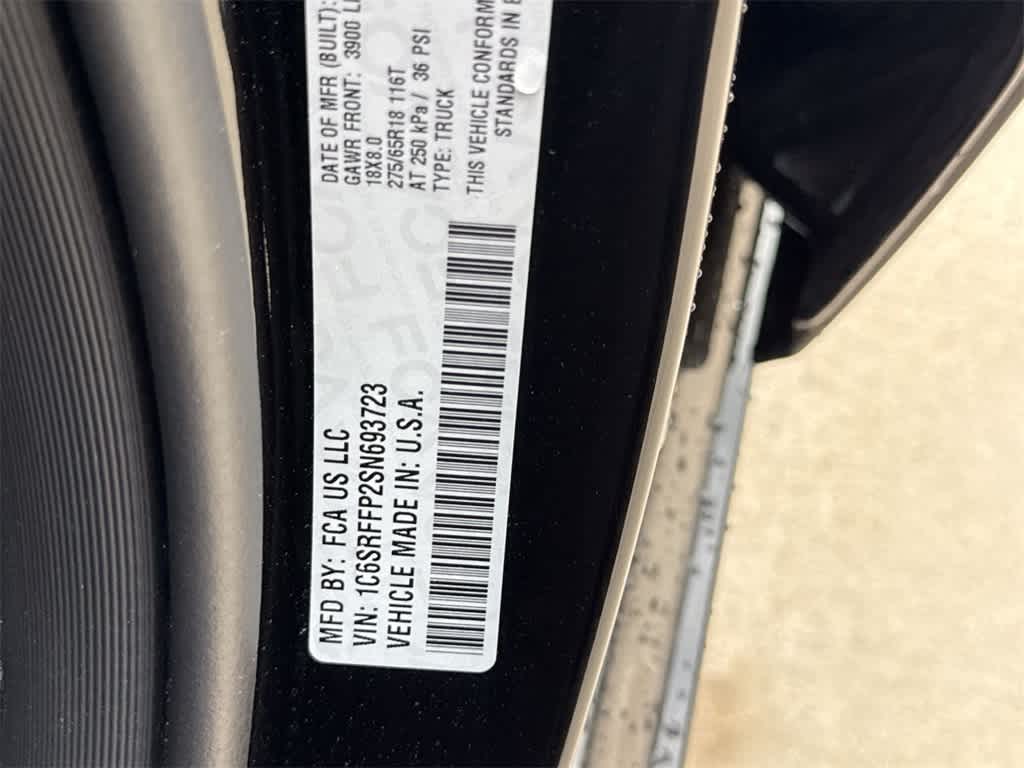 DATE OF MFR (BUILT):
GAWR FRONT: 3900
18X8.0
275/65R18 116T
AT 250 kPa / 36 PSI
TYPE: TRUCK
THIS VEHICLE CONFORM
STANDARDS IN
MFD BY: FCA US LLC
VIN: 1C6SRFFP2SN693723
VEHICLE MADE IN: U.S.A.